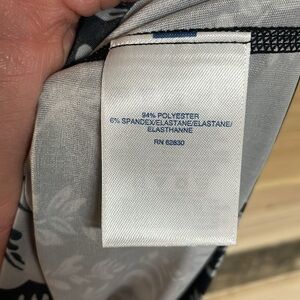 94% POLYESTER
6% SPANDEX/ELASTANE/ELASTANE/
ELASTHANNE
RN 62830